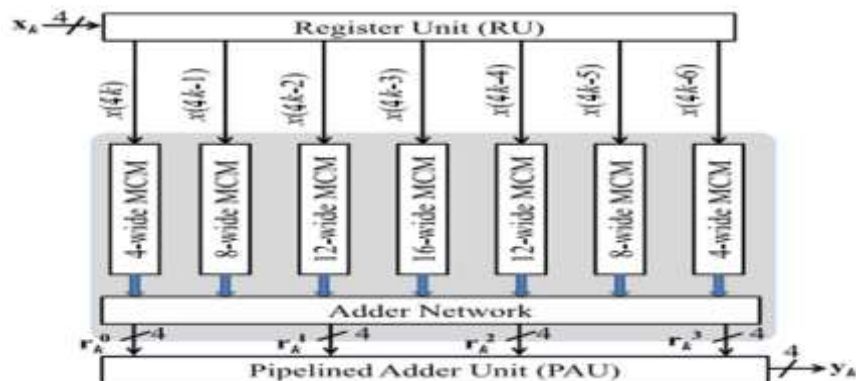 x_k 4 Register Unit (RU)
x(4k) x(4k-1) x(4k-2) x(4k-3) x(4k-4) x(4k-5) x(4k-6)
4-wide MCM 8-wide MCM 12-wide MCM 16-wide MCM 12-wide MCM 8-wide MCM 4-wide MCM
Adder Network
r_k^0 4 r_k^1 4 r_k^2 4 r_k^3 4
Pipelined Adder Unit (PAU) 4 y_k